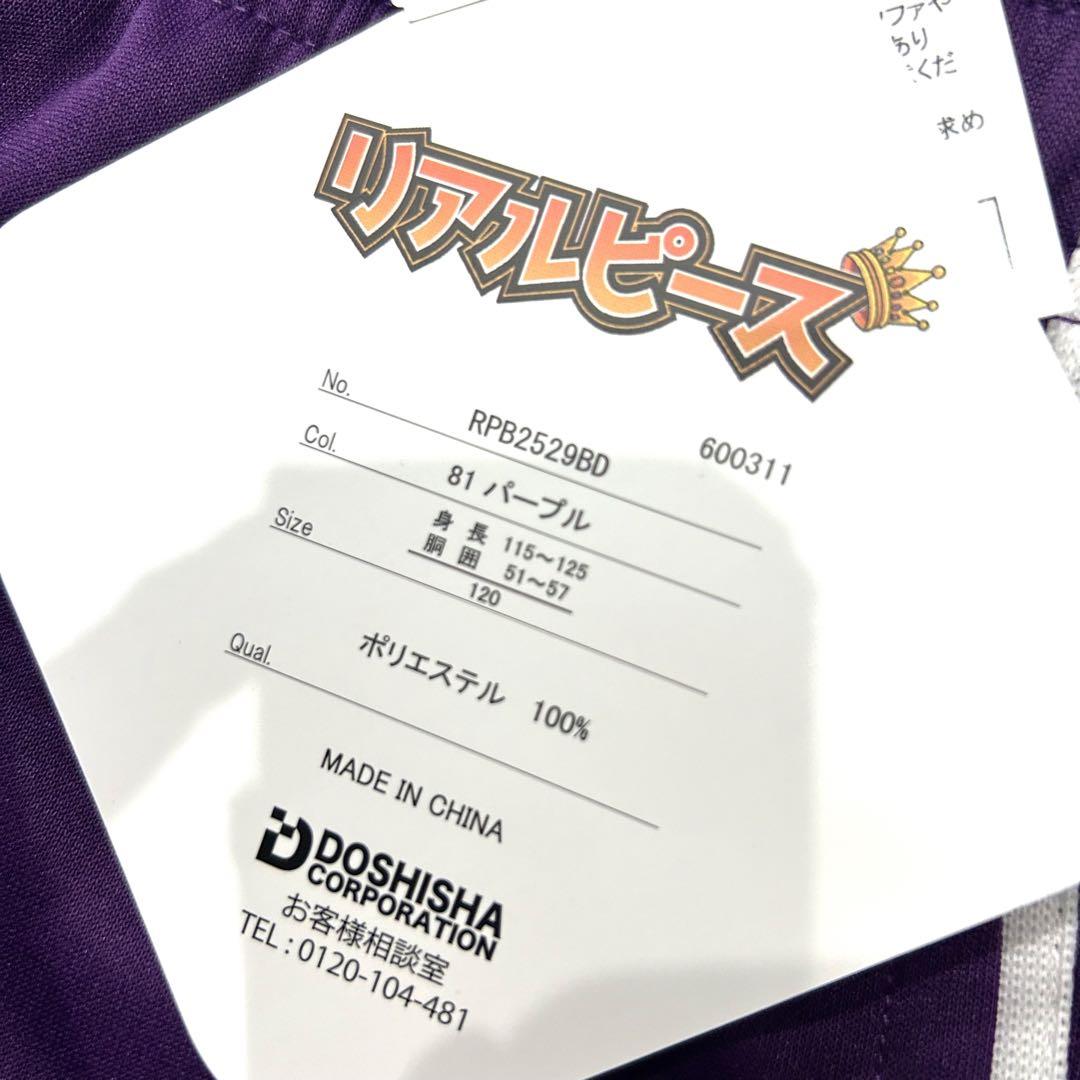 求め
リアルピース
No. RPB2529BD 600311
Col. 81 パープル
Size 身長 115～125
胴囲 51～57
120
Qual. ポリエステル 100%
MADE IN CHINA
DOSHISHA
CORPORATION
お客様相談室
TEL : 0120-104-481